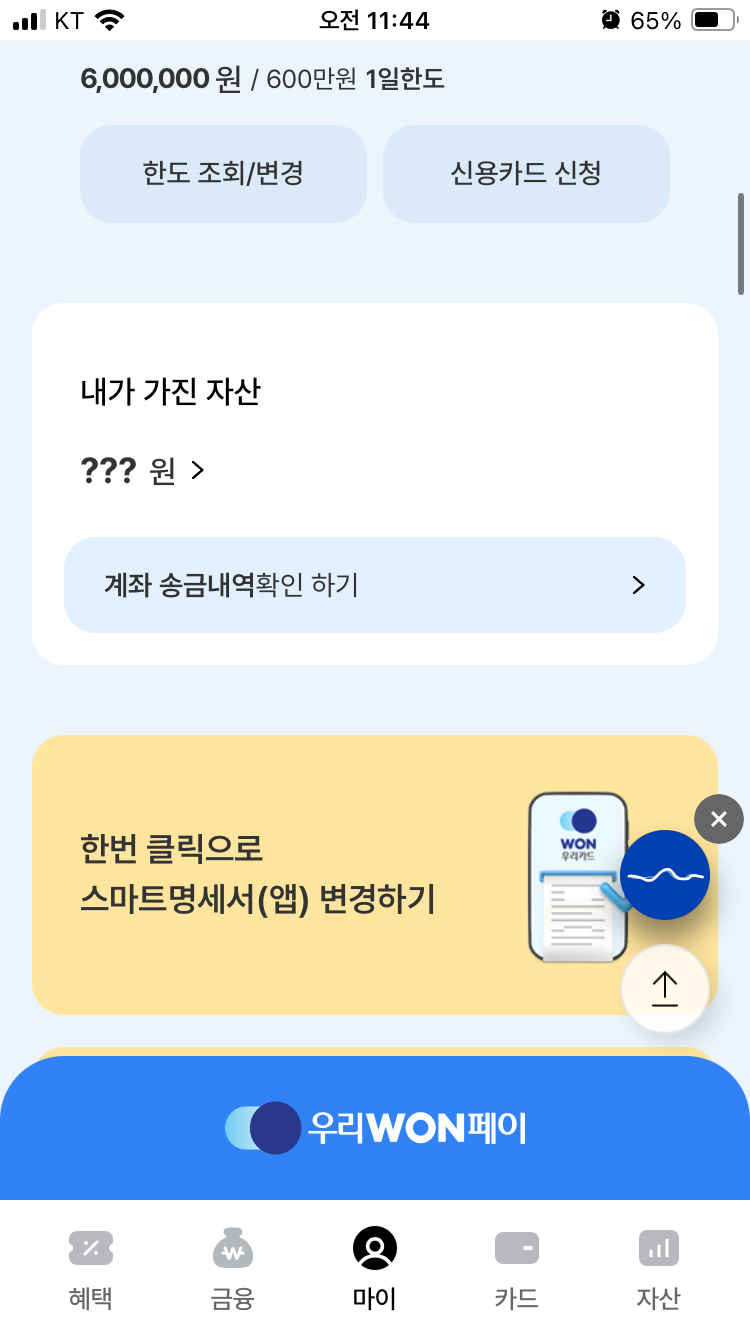 KT 오전 11:44 65%
6,000,000 원 / 600만원 1일한도
한도 조회/변경 신용카드 신청
내가 가진 자산
??? 원 >
계좌 송금내역확인 하기 >
한번 클릭으로
스마트명세서(앱) 변경하기
WON
우리카드
우리WON페이
혜택 금융 마이 카드 자산